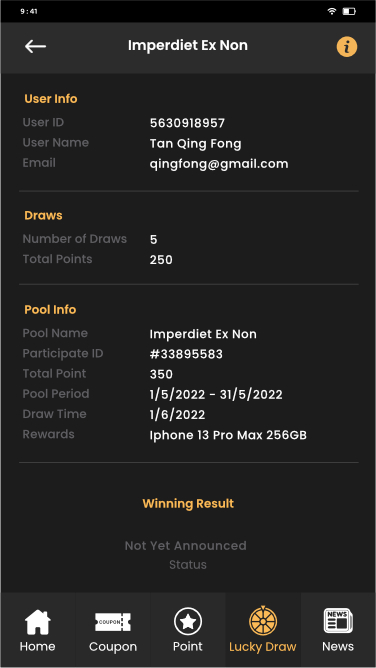 9:41
Imperdiet Ex Non
i
User Info
User ID 5630918957
User Name Tan Qing Fong
Email qingfong@gmail.com
Draws
Number of Draws 5
Total Points 250
Pool Info
Pool Name Imperdiet Ex Non
Participate ID #33895583
Total Point 350
Pool Period 1/5/2022 - 31/5/2022
Draw Time 1/6/2022
Rewards Iphone 13 Pro Max 256GB
Winning Result
Not Yet Announced
Status
COUPON
NEWS
Home Coupon Point Lucky Draw News